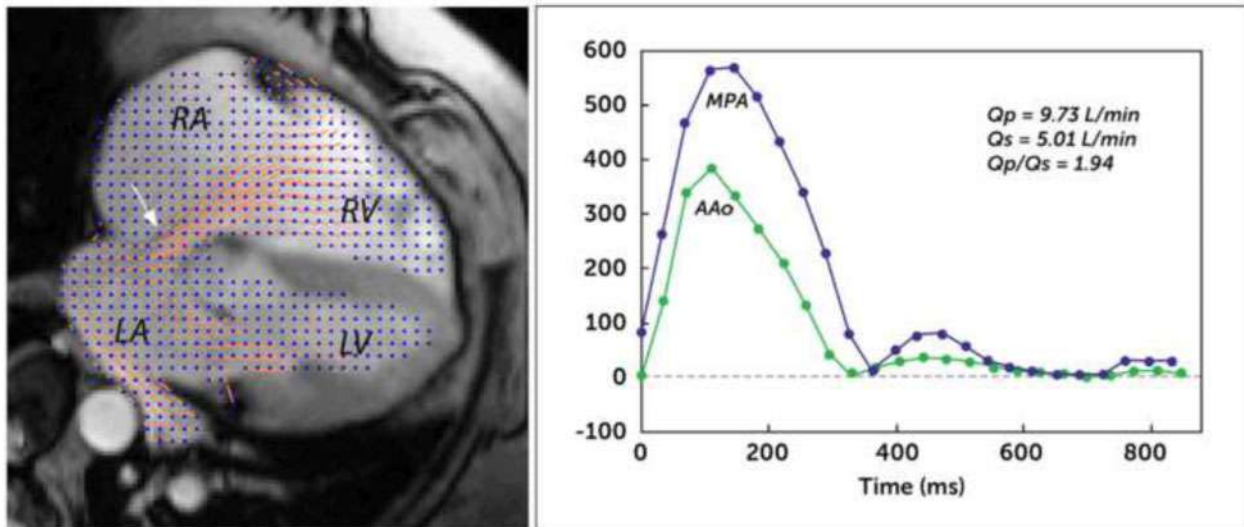 RA
RV
LA
LV
600
500
400
300
200
100
0
-100
MPA
AAo
Qp = 9.73 L/min
Qs = 5.01 L/min
Qp/Qs = 1.94
0 200 400 600 800
Time (ms)